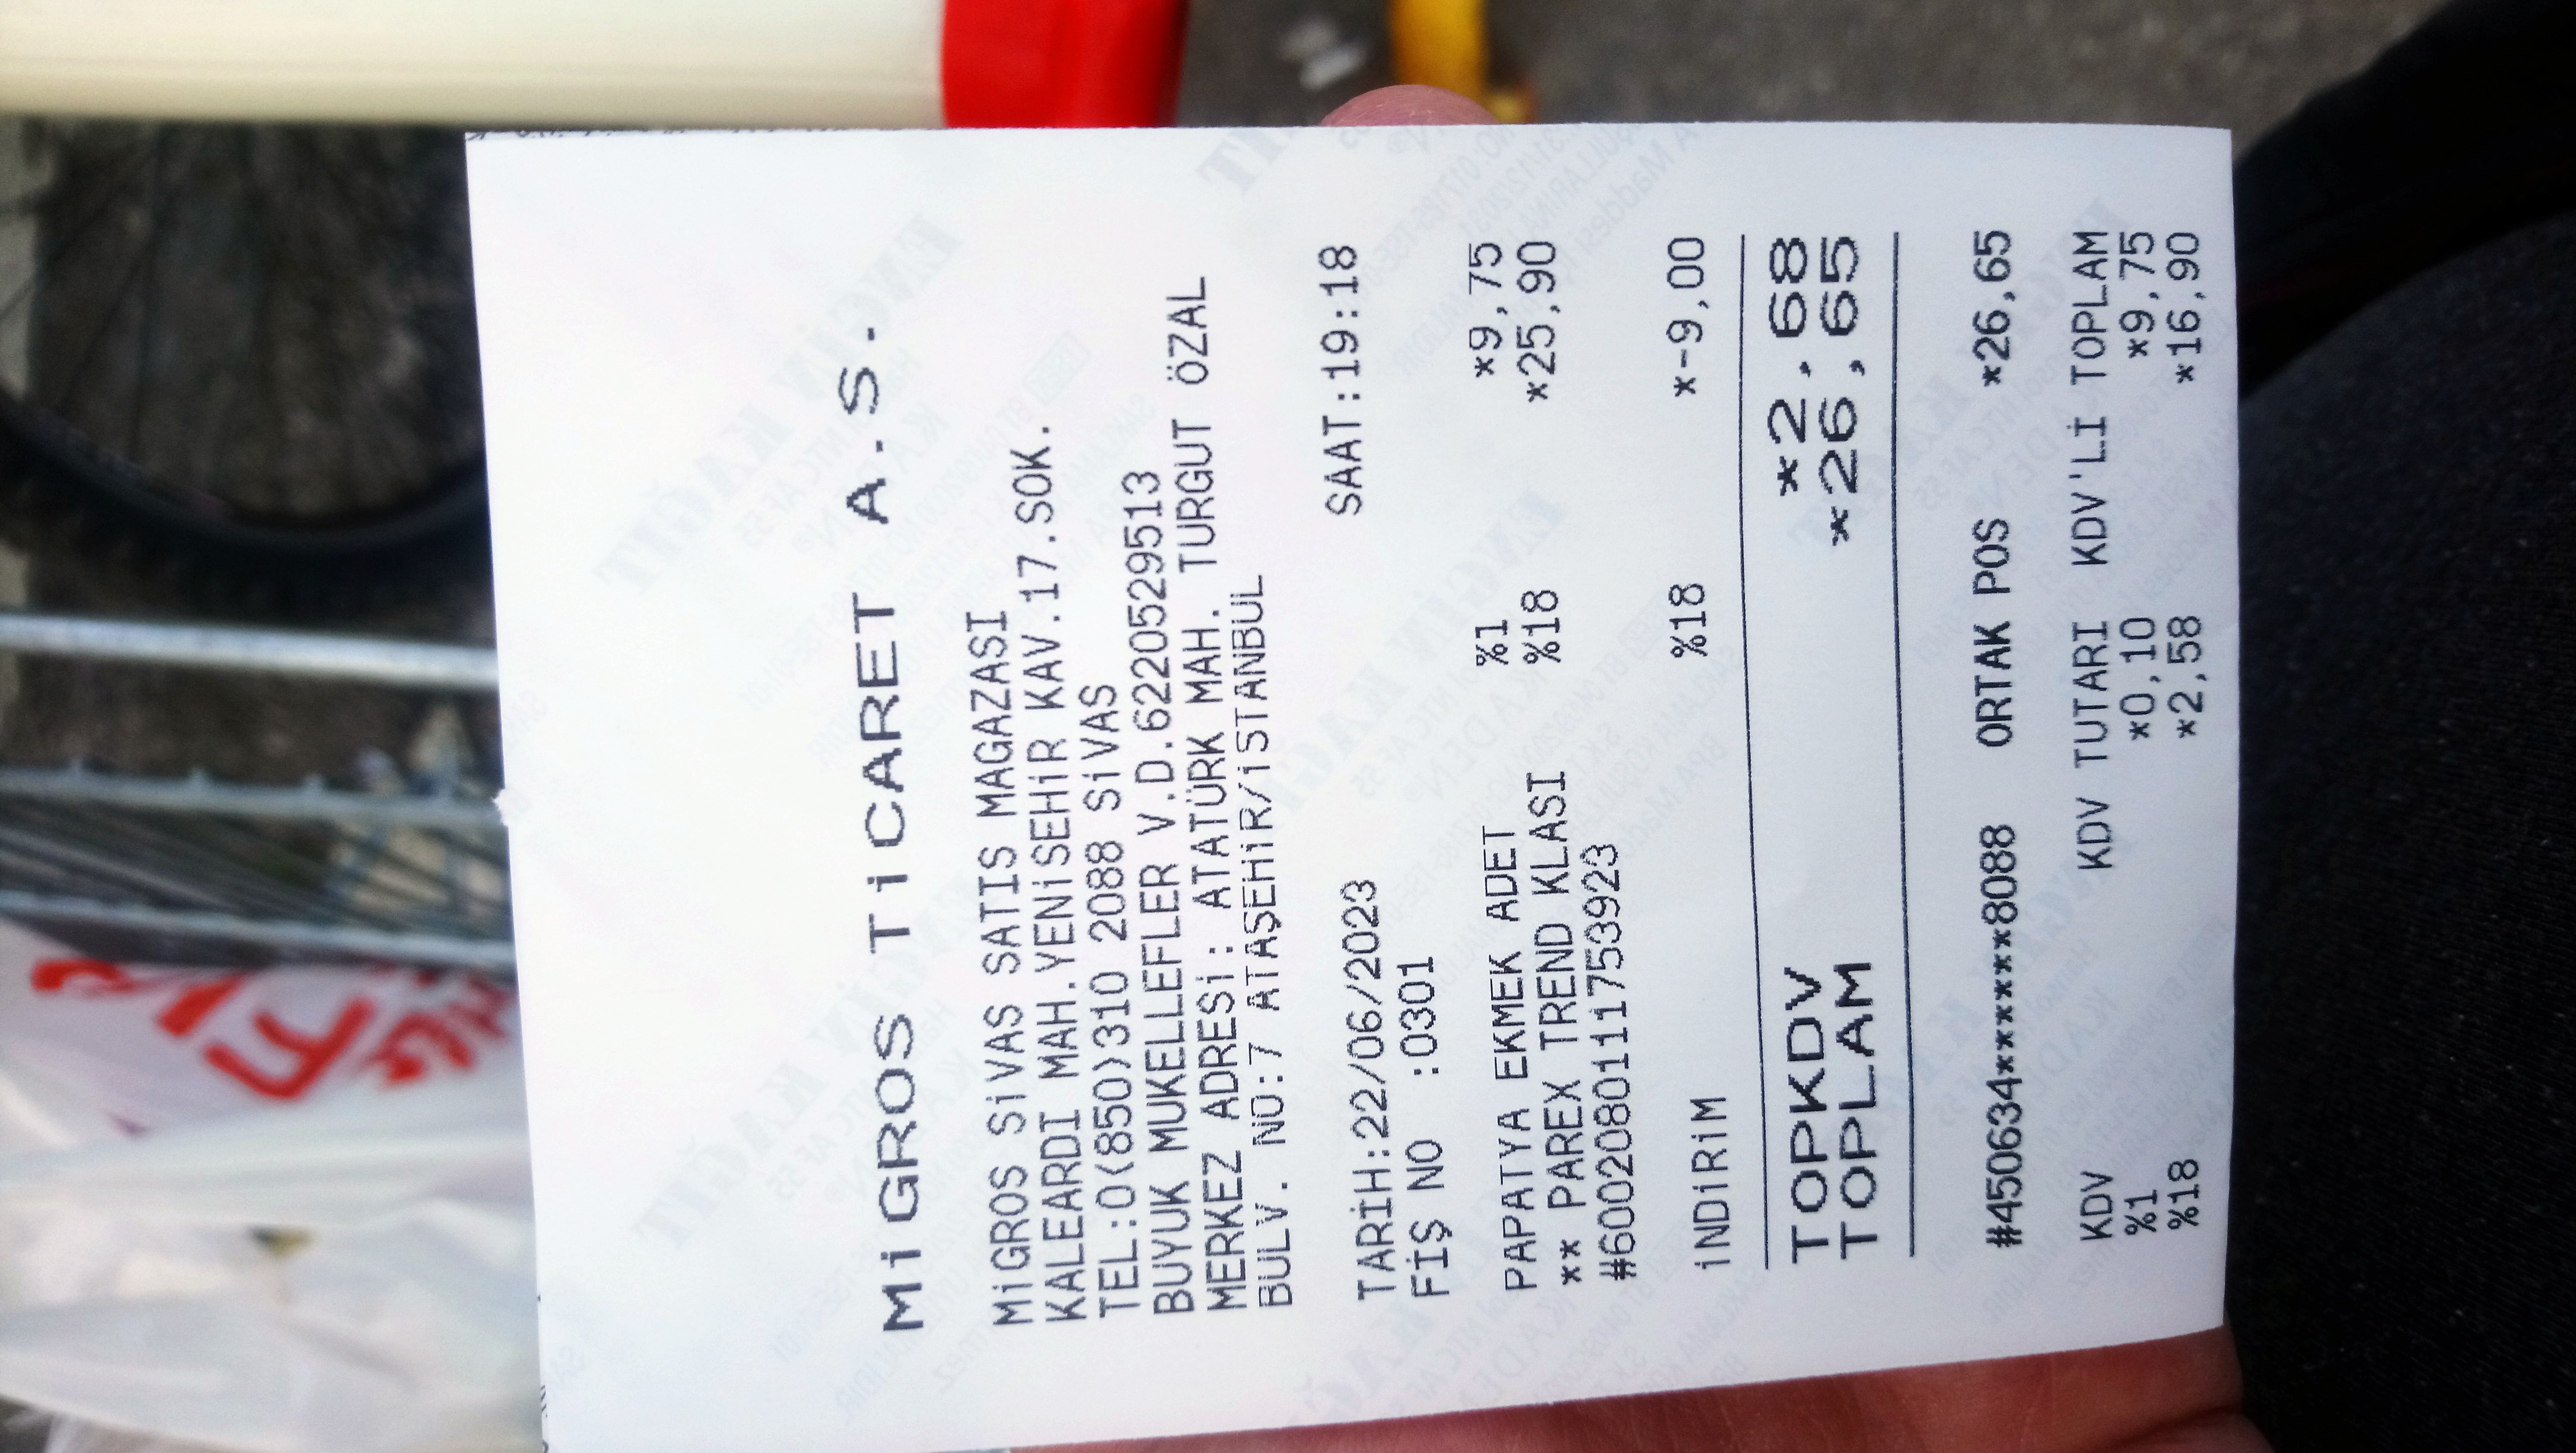 MiGROS TiCARET A.S.
MiGROS SiVAS SATIS MAGAZASI
KALEARDI MAH.YENiSEHiR KAV.17.SOK.
TEL:0(850)310 2088 SiVAS
BUYUK MUKELLEFLER V.D.6220529513
MERKEZ ADRESi: ATATÜRK MAH. TURGUT ÖZAL
BULV. NO:7 ATAŞEHiR/iSTANBUL
TARİH:22/06/2023 SAAT:19:18
FİŞ NO :0301
PAPATYA EKMEK ADET %1 *9,75
** PAREX TREND KLASI %18 *25,90
#6002080111753923
iNDiRiM %18 *-9,00
TOPKDV *2,68
TOPLAM *26,65
#450634******8088 ORTAK POS *26,65
KDV KDV TUTARI KDV'Lİ TOPLAM
%1 *0,10 *9,75
%18 *2,58 *16,90